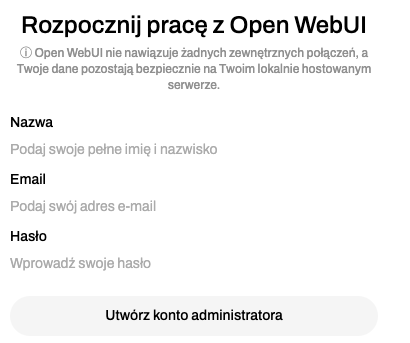 Rozpocznij pracę z Open WebUI
ⓘ Open WebUI nie nawiązuje żadnych zewnętrznych połączeń, a
Twoje dane pozostają bezpiecznie na Twoim lokalnie hostowanym
serwerze.
Nazwa
Podaj swoje pełne imię i nazwisko
Email
Podaj swój adres e-mail
Hasło
Wprowadź swoje hasło
Utwórz konto administratora